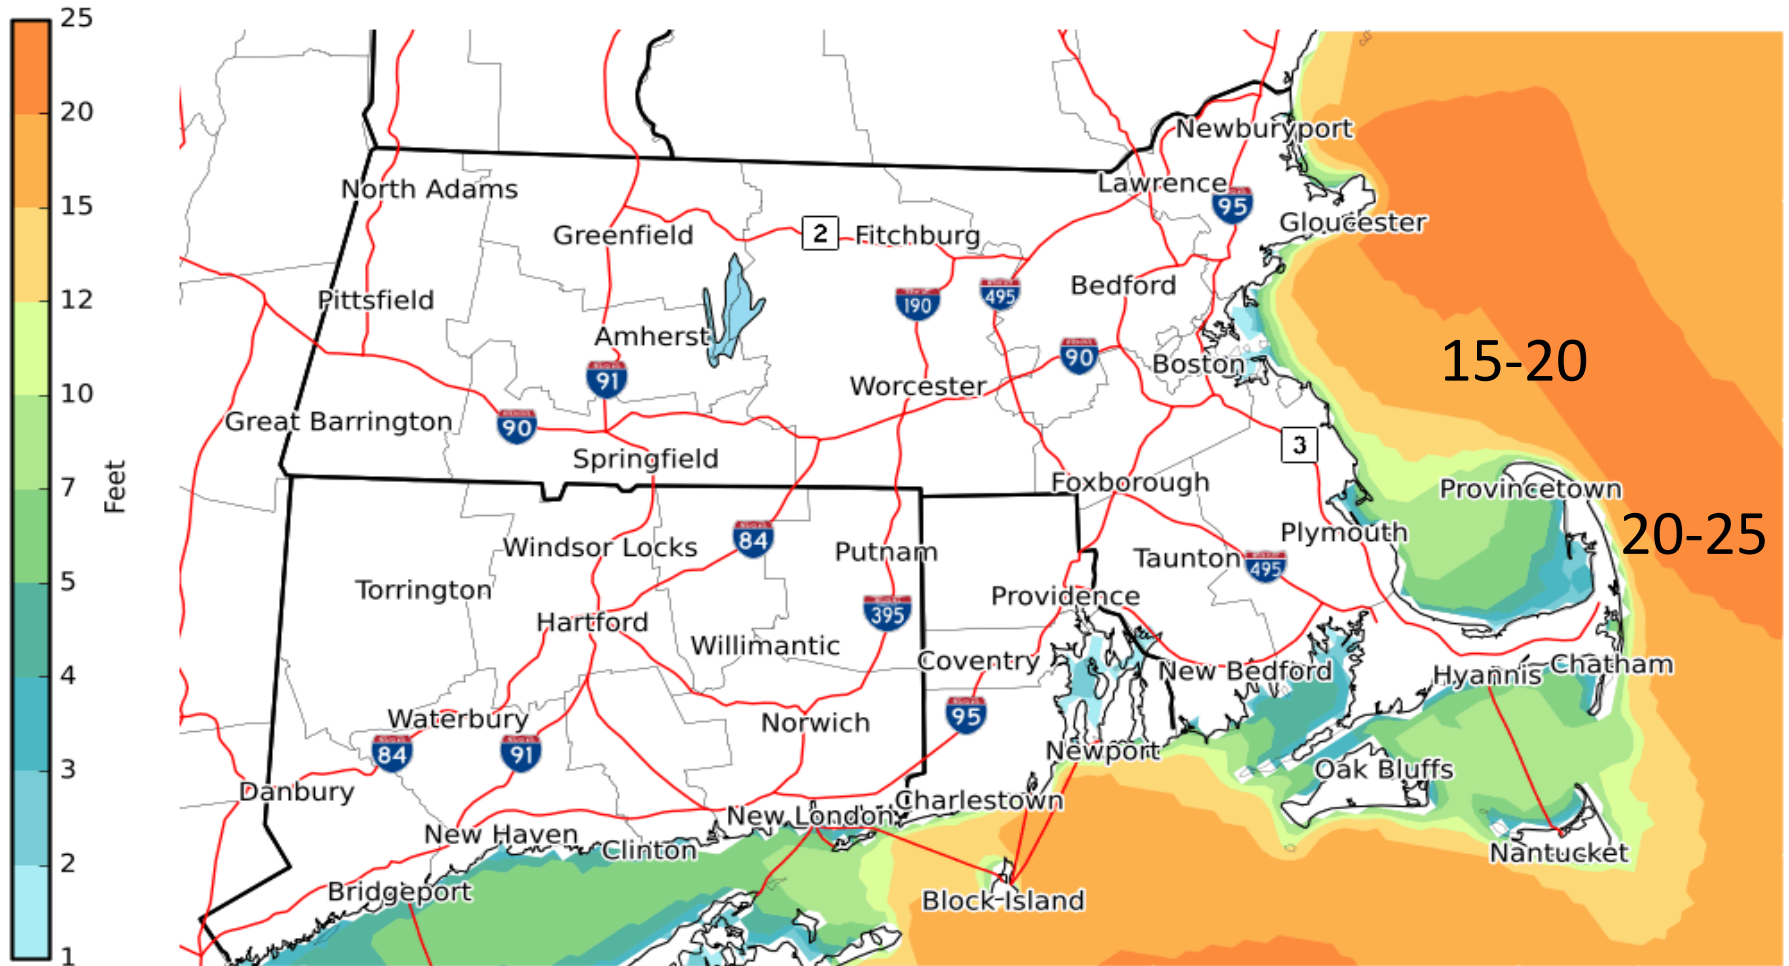 25
20
15
12
10
7
5
4
3
2
1
Feet
Newburyport
North Adams
Lawrence
95
Gloucester
Greenfield
2
Fitchburg
Pittsfield
190
495
Bedford
Amherst
90
15-20
91
Boston
Worcester
Great Barrington
90
3
Springfield
Foxborough
Provincetown
Windsor Locks
84
Putnam
Plymouth
20-25
Taunton
495
Torrington
Providence
395
Hartford
Willimantic
Coventry
New Bedford
Hyannis
Chatham
Waterbury
Norwich
95
84
91
Newport
Oak Bluffs
Danbury
Charlestown
New London
New Haven
Clinton
Nantucket
Bridgeport
Block Island